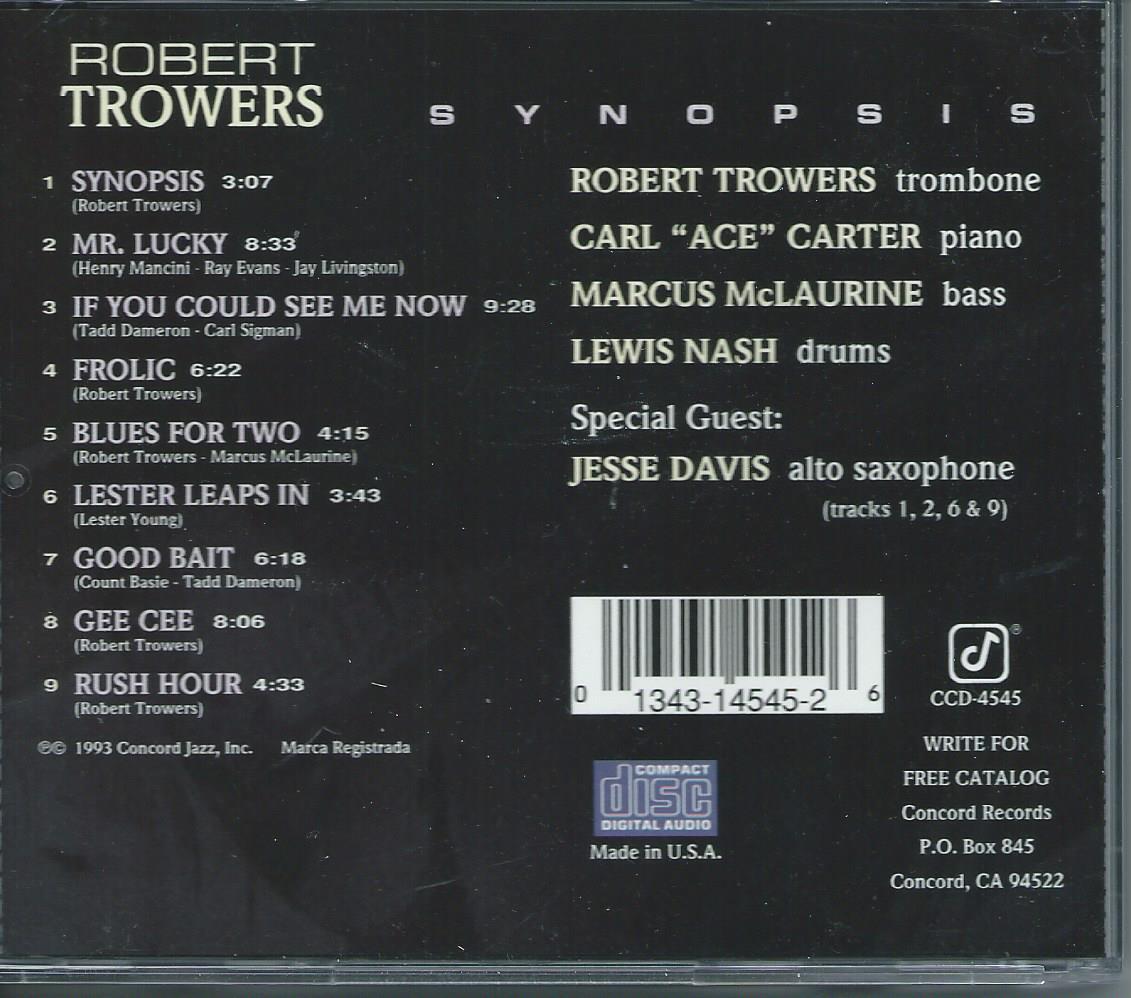 ROBERT
TROWERS
SYNOPSIS
1 SYNOPSIS 3:07
(Robert Trowers)
2 MR. LUCKY 8:33
(Henry Mancini - Ray Evans - Jay Livingston)
3 IF YOU COULD SEE ME NOW 9:28
(Tadd Dameron - Carl Sigman)
4 FROLIC 6:22
(Robert Trowers)
5 BLUES FOR TWO 4:15
(Robert Trowers - Marcus McLaurine)
6 LESTER LEAPS IN 3:43
(Lester Young)
7 GOOD BAIT 6:18
(Count Basie - Tadd Dameron)
8 GEE CEE 8:06
(Robert Trowers)
9 RUSH HOUR 4:33
(Robert Trowers)
℗© 1993 Concord Jazz, Inc. Marca Registrada
ROBERT TROWERS trombone
CARL “ACE” CARTER piano
MARCUS McLAURINE bass
LEWIS NASH drums
Special Guest:
JESSE DAVIS alto saxophone
(tracks 1, 2, 6 & 9)
0 1343-14545-2 6
COMPACT
disc
DIGITAL AUDIO
Made in U.S.A.
®
CCD-4545
WRITE FOR
FREE CATALOG
Concord Records
P.O. Box 845
Concord, CA 94522